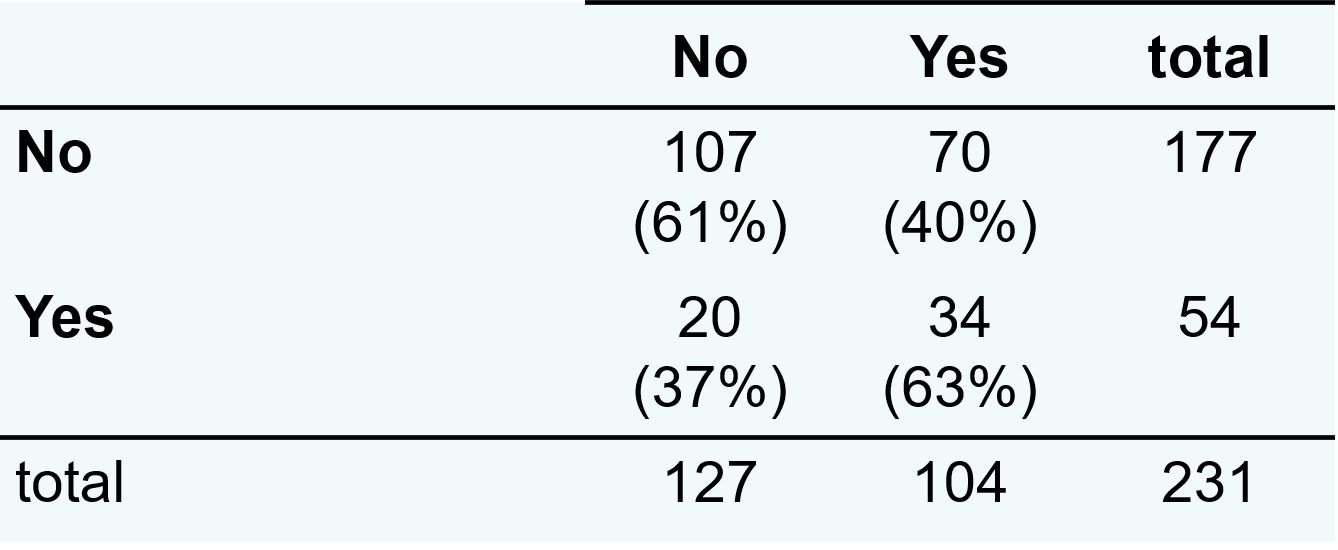 No Yes total
No 107 70 177
(61%) (40%)
Yes 20 34 54
(37%) (63%)
total 127 104 231